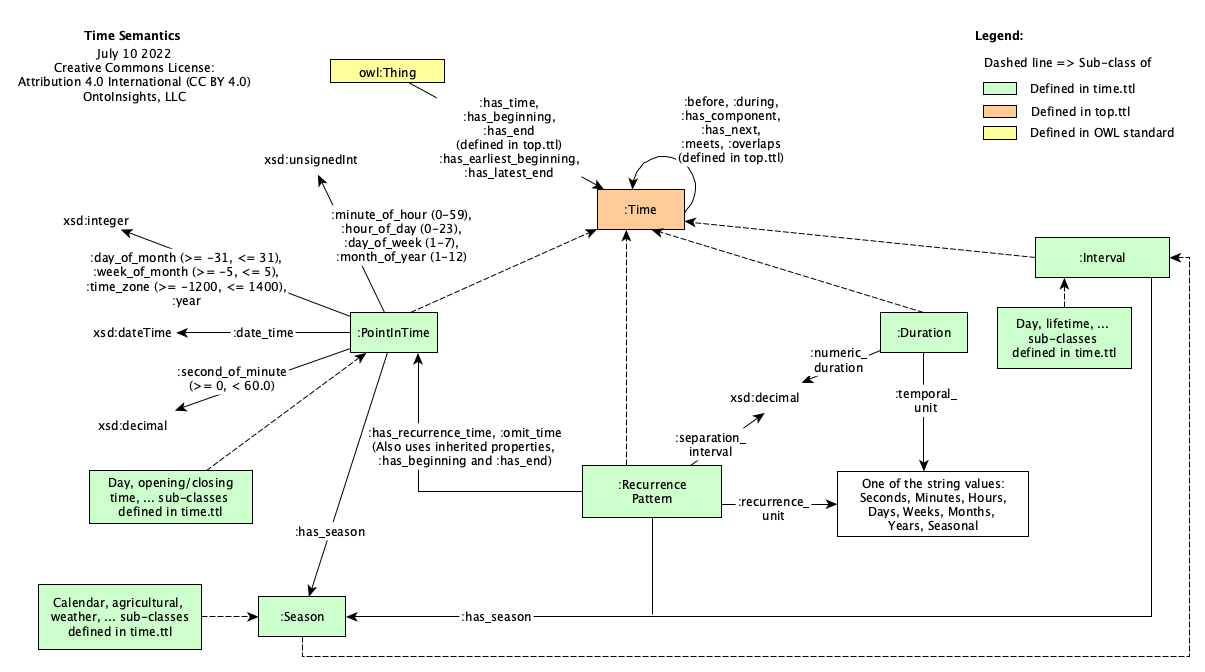 Time Semantics
July 10 2022
Creative Commons License:
Attribution 4.0 International (CC BY 4.0)
OntoInsights, LLC
Legend:
Dashed line => Sub-class of
Defined in time.ttl
Defined in top.ttl
Defined in OWL standard
owl:Thing
:has_time,
:has_beginning,
:has_end
(defined in top.ttl)
:has_earliest_beginning,
:has_latest_end
:before, :during,
:has_component,
:has_next,
:meets, :overlaps
(defined in top.ttl)
xsd:unsignedInt
:Time
xsd:integer
:minute_of_hour (0-59),
:hour_of_day (0-23),
:day_of_week (1-7),
:month_of_year (1-12)
:day_of_month (>= -31, <= 31),
:week_of_month (>= -5, <= 5),
:time_zone (>= -1200, <= 1400),
:year
:Interval
xsd:dateTime
:date_time
:PointInTime
:Duration
Day, lifetime, ...
sub-classes
defined in time.ttl
:second_of_minute
(>= 0, < 60.0)
xsd:decimal
:numeric_
duration
xsd:decimal
:temporal_
unit
:has_recurrence_time, :omit_time
(Also uses inherited properties,
:has_beginning and :has_end)
:separation_
interval
Day, opening/closing
time, ... sub-classes
defined in time.ttl
:Recurrence
Pattern
:recurrence_
unit
One of the string values:
Seconds, Minutes, Hours,
Days, Weeks, Months,
Years, Seasonal
:has_season
Calendar, agricultural,
weather, ... sub-classes
defined in time.ttl
:Season
:has_season